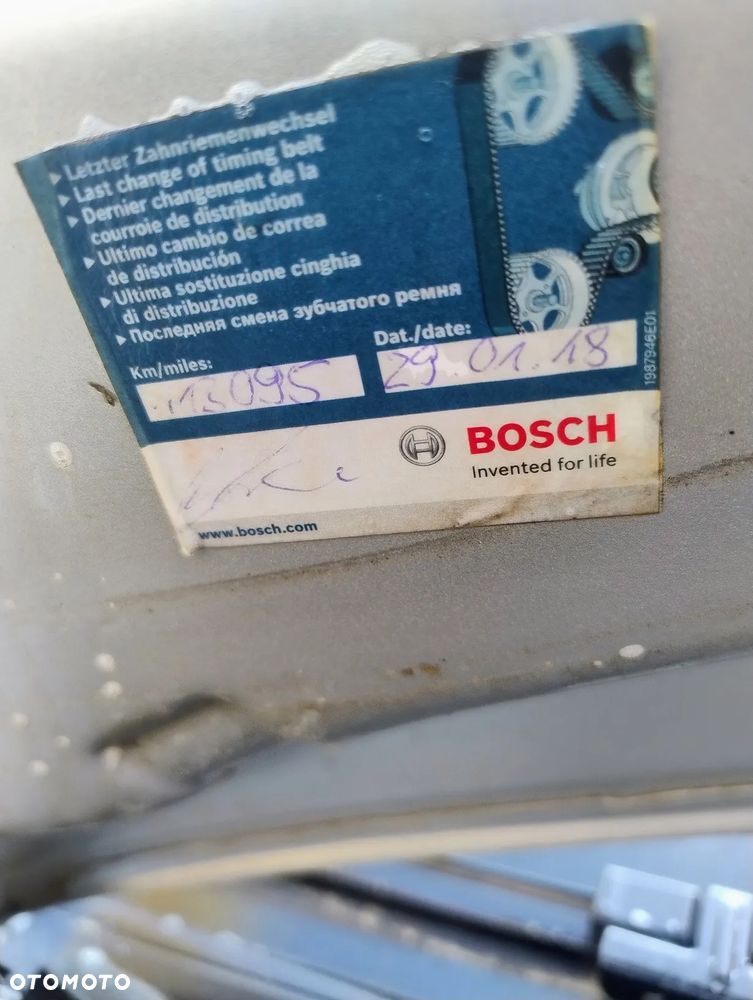 ▸ Letzter Zahnriemenwechsel
▸ Last change of timing belt
▸ Dernier changement de la
courroie de distribution
▸ Ultimo cambio de correa
de distribución
▸ Ultima sostituzione cinghia
di distribuzione
▸ Последняя смена зубчатого ремня
Km/miles:
Dat./date:
29.01.18
1987946E01
BOSCH
Invented for life
www.bosch.com
OTOMOTO